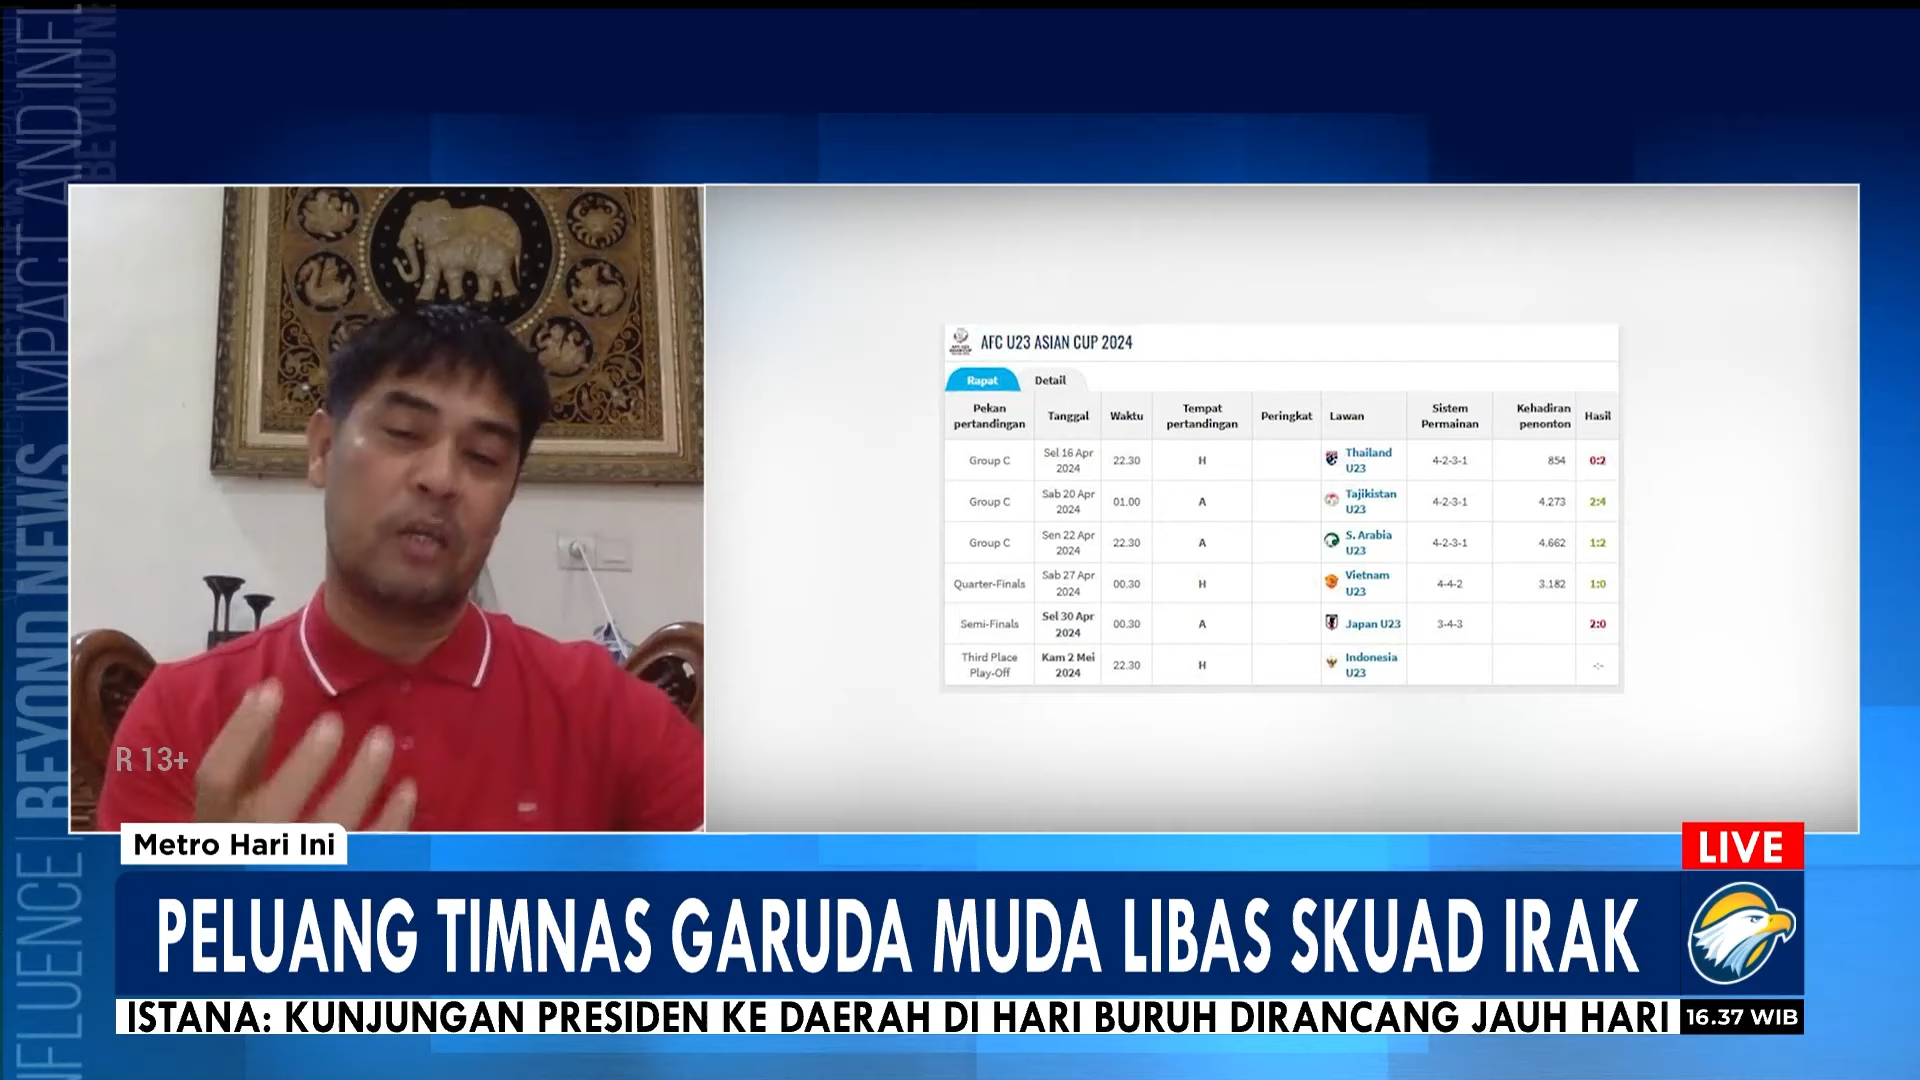 BEYOND NEWS, IMPACT AND INFLUENCE
AFC U23 ASIAN CUP 2024
Rapat Detail
Pekan pertandingan Tanggal Waktu Tempat pertandingan Peringkat Lawan Sistem Permainan Kehadiran penonton Hasil
Group C Sel 16 Apr 2024 22.30 H Thailand U23 4-2-3-1 854 0:2
Group C Sab 20 Apr 2024 01.00 A Tajikistan U23 4-2-3-1 4.273 2:4
Group C Sen 22 Apr 2024 22.30 A S. Arabia U23 4-2-3-1 4.662 1:2
Quarter-Finals Sab 27 Apr 2024 00.30 H Vietnam U23 4-4-2 3.182 1:0
Semi-Finals Sel 30 Apr 2024 00.30 A Japan U23 3-4-3 2:0
Third Place Play-Off Kam 2 Mei 2024 22.30 H Indonesia U23 -:-
R 13+
Metro Hari Ini
LIVE
PELUANG TIMNAS GARUDA MUDA LIBAS SKUAD IRAK
ISTANA: KUNJUNGAN PRESIDEN KE DAERAH DI HARI BURUH DIRANCANG JAUH HARI
16.37 WIB